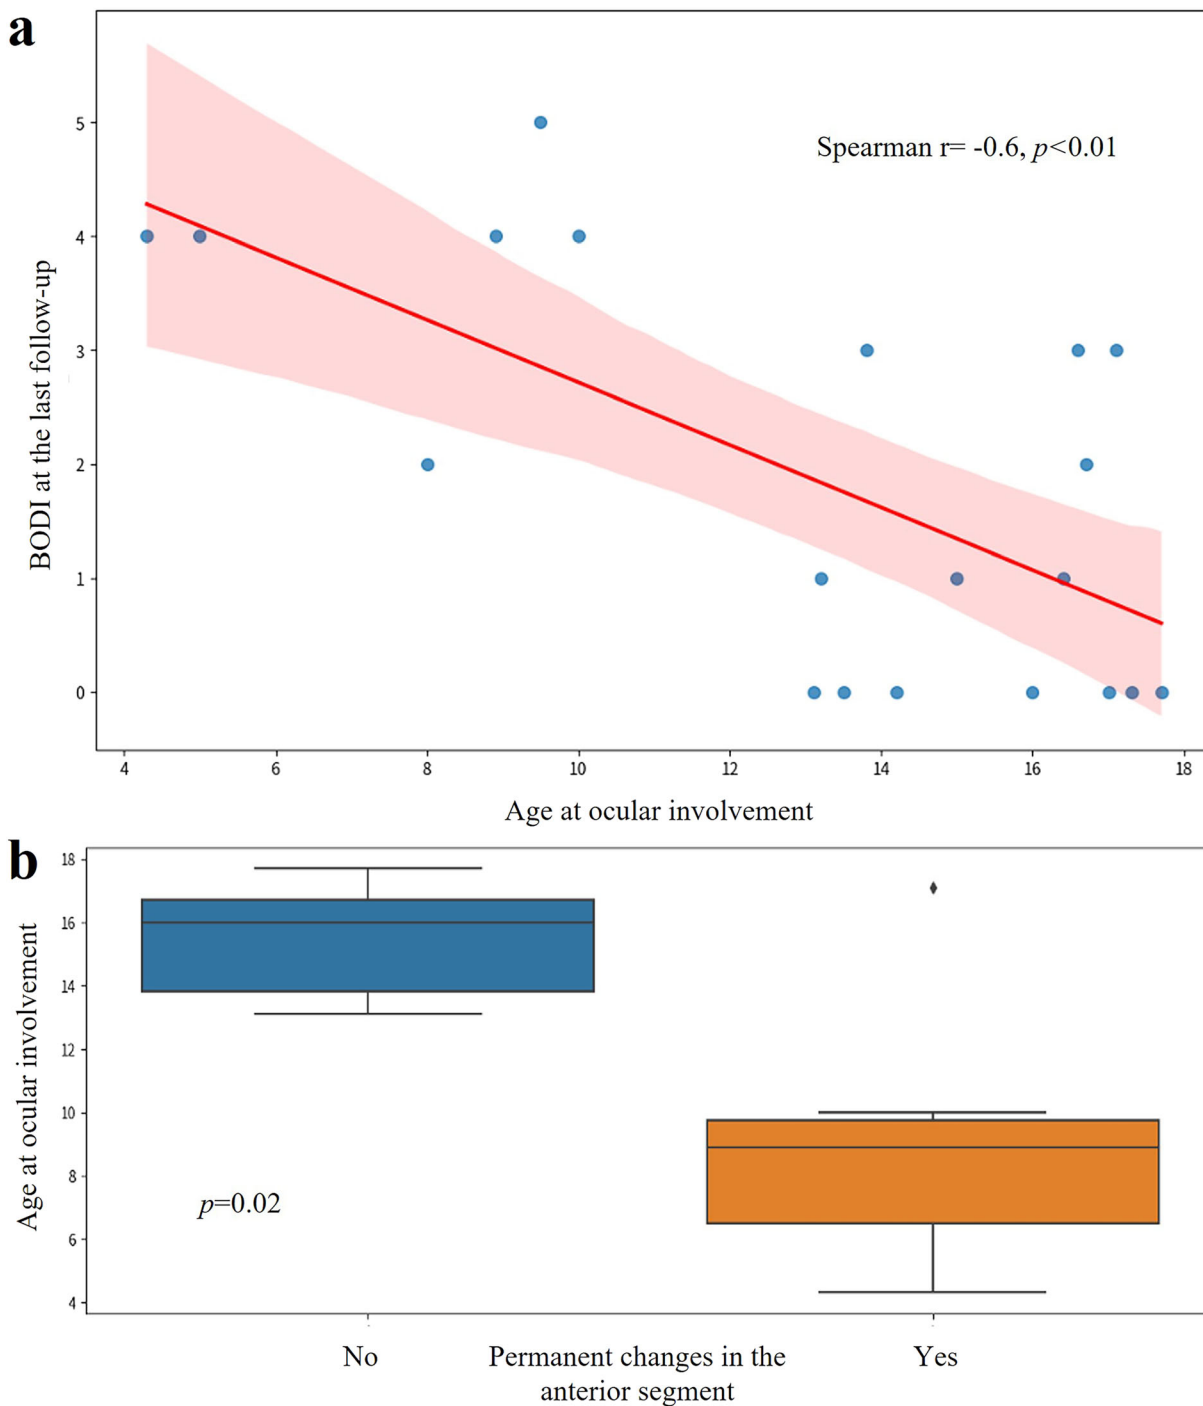 a
5
4
3
2
1
0
BODI at the last follow-up
Spearman r= -0.6, p<0.01
4 6 8 10 12 14 16 18
Age at ocular involvement
b
18
16
14
12
10
8
6
4
Age at ocular involvement
p=0.02
No Permanent changes in the Yes
anterior segment